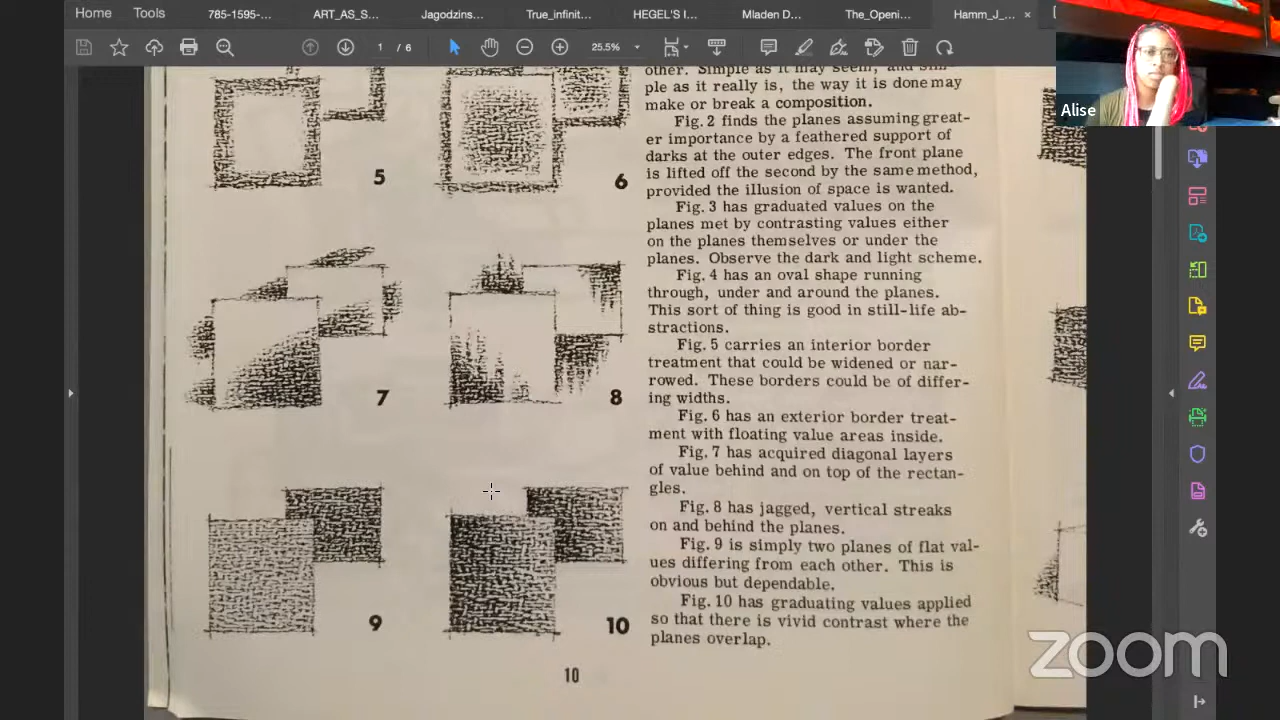 Home
Tools
785-1595-...
ART_AS_S...
Jagodzins...
True_infinit...
HEGEL'S I...
Mladen D...
The_Openi...
Hamm_J_...
1 / 6
25.5%
Alise
5
6
7
8
9
10
other. Simple as it may seem, and sim-
ple as it really is, the way it is done may
make or break a composition.
Fig. 2 finds the planes assuming great-
er importance by a feathered support of
darks at the outer edges. The front plane
is lifted off the second by the same method,
provided the illusion of space is wanted.
Fig. 3 has graduated values on the
planes met by contrasting values either
on the planes themselves or under the
planes. Observe the dark and light scheme.
Fig. 4 has an oval shape running
through, under and around the planes.
This sort of thing is good in still-life ab-
stractions.
Fig. 5 carries an interior border
treatment that could be widened or nar-
rowed. These borders could be of differ-
ing widths.
Fig. 6 has an exterior border treat-
ment with floating value areas inside.
Fig. 7 has acquired diagonal layers
of value behind and on top of the rectan-
gles.
Fig. 8 has jagged, vertical streaks
on and behind the planes.
Fig. 9 is simply two planes of flat val-
ues differing from each other. This is
obvious but dependable.
Fig. 10 has graduating values applied
so that there is vivid contrast where the
planes overlap.
10
zoom